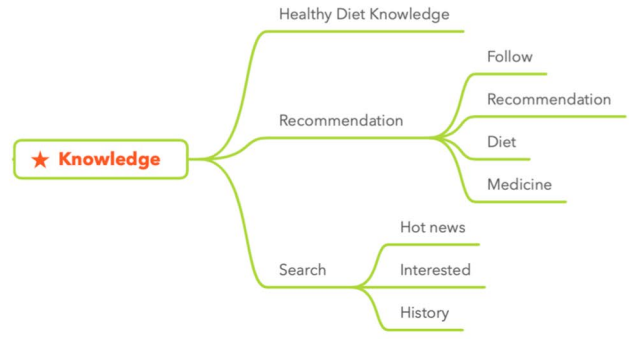 Healthy Diet Knowledge
Follow
Recommendation
Recommendation
Diet
Knowledge
Medicine
Hot news
Search
Interested
History